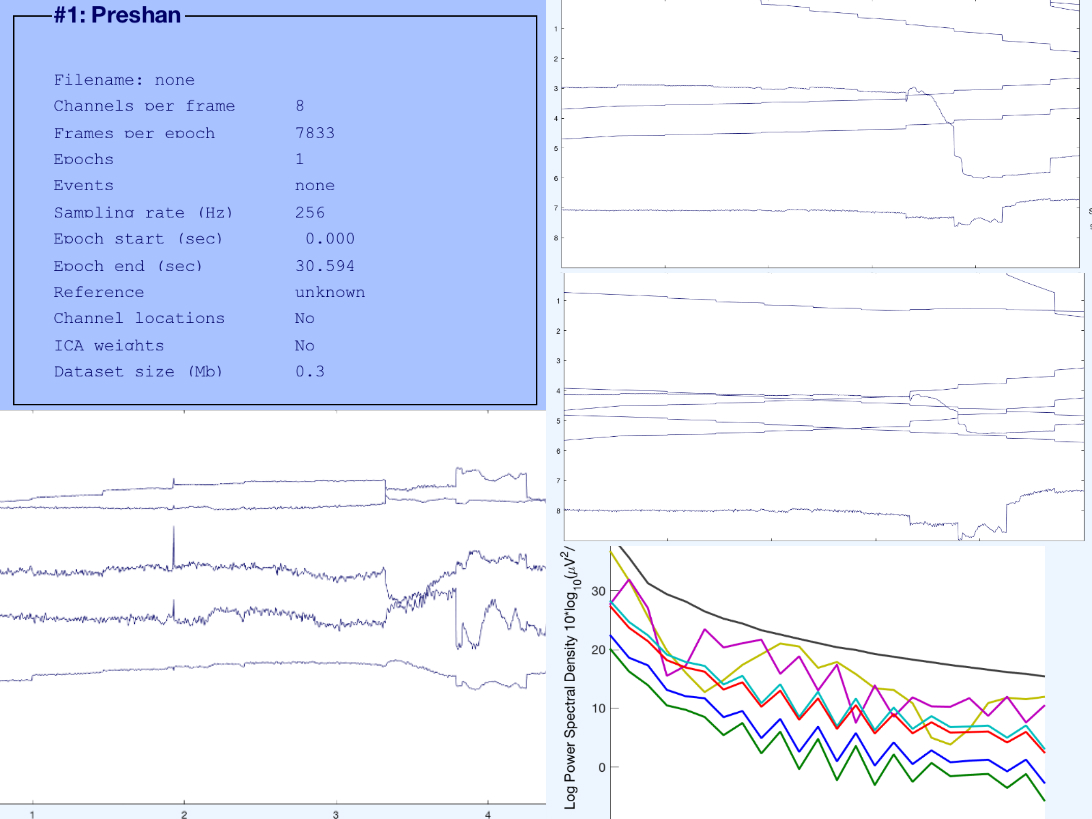 #1: Preshan
Filename: none
Channels per frame 8
Frames per epoch 7833
Epochs 1
Events none
Sampling rate (Hz) 256
Epoch start (sec) 0.000
Epoch end (sec) 30.594
Reference unknown
Channel locations No
ICA weights No
Dataset size (Mb) 0.3
1 2 3 4
1
2
3
4
5
6
7
8
1
2
3
4
5
6
7
8
Log Power Spectral Density 10*log10(μV2/
30
20
10
0